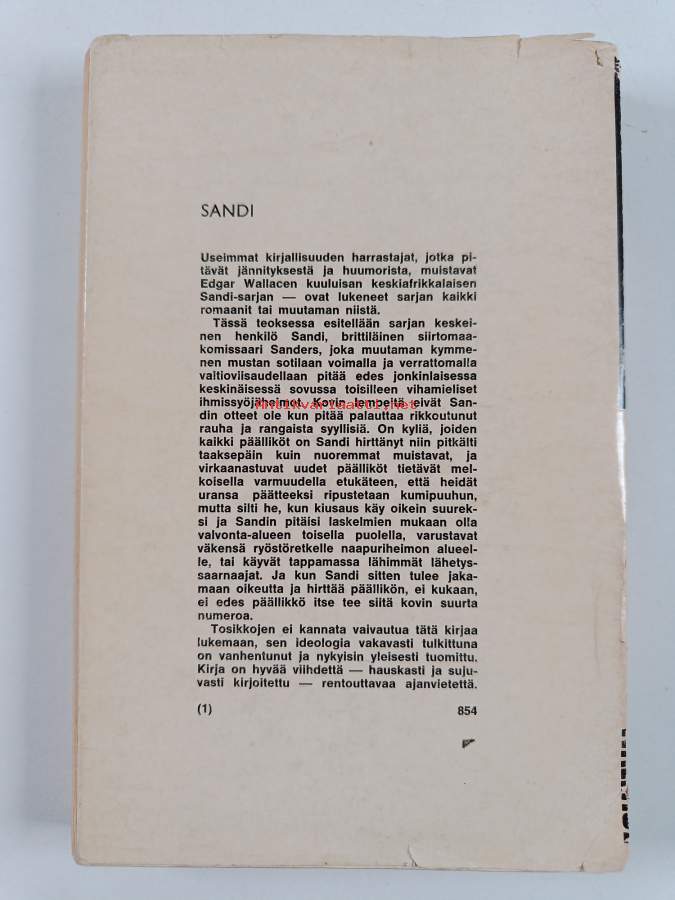 SANDI
Useimmat kirjallisuuden harrastajat, jotka pi-
tävät jännityksestä ja huumorista, muistavat
Edgar Wallacen kuuluisan keskiafrikkalaisen
Sandi-sarjan — ovat lukeneet sarjan kaikki
romaanit tai muutaman niistä.
Tässä teoksessa esitellään sarjan keskei-
nen henkilö Sandi, brittiläinen siirtomaa-
komissaari Sanders, joka muutaman kymme-
nen mustan sotilaan voimalla ja verrattomalla
valtioviisaudellaan pitää edes jonkinlaisessa
keskinäisessä sovussa toisilleen vihamieliset
ihmissyöjäheimot. Kovin lempeitä eivät San-
Antikvariaatti.net
din otteet ole kun pitää palauttaa rikkoutunut
rauha ja rangaista syyllisiä. On kyliä, joiden
kaikki päälliköt on Sandi hirttänyt niin pitkälti
taaksepäin kuin nuoremmat muistavat, ja
virkaanastuvat uudet päälliköt tietävät mel-
koisella varmuudella etukäteen, että heidät
uransa päätteeksi ripustetaan kumipuuhun,
mutta silti he, kun kiusaus käy oikein suurek-
si ja Sandin pitäisi laskelmien mukaan olla
valvonta-alueen toisella puolella, varustavat
väkensä ryöstöretkelle naapuriheimon alueel-
le, tai käyvät tappamassa lähimmät lähetys-
saarnaajat. Ja kun Sandi sitten tulee jaka-
maan oikeutta ja hirttää päällikön, ei kukaan,
ei edes päällikkö itse tee siitä kovin suurta
numeroa.
Tosikkojen ei kannata vaivautua tätä kirjaa
lukemaan, sen ideologia vakavasti tulkittuna
on vanhentunut ja nykyisin yleisesti tuomittu.
Kirja on hyvää viihdettä — hauskasti ja suju-
vasti kirjoitettu — rentouttavaa ajanvietettä.
(1) 854